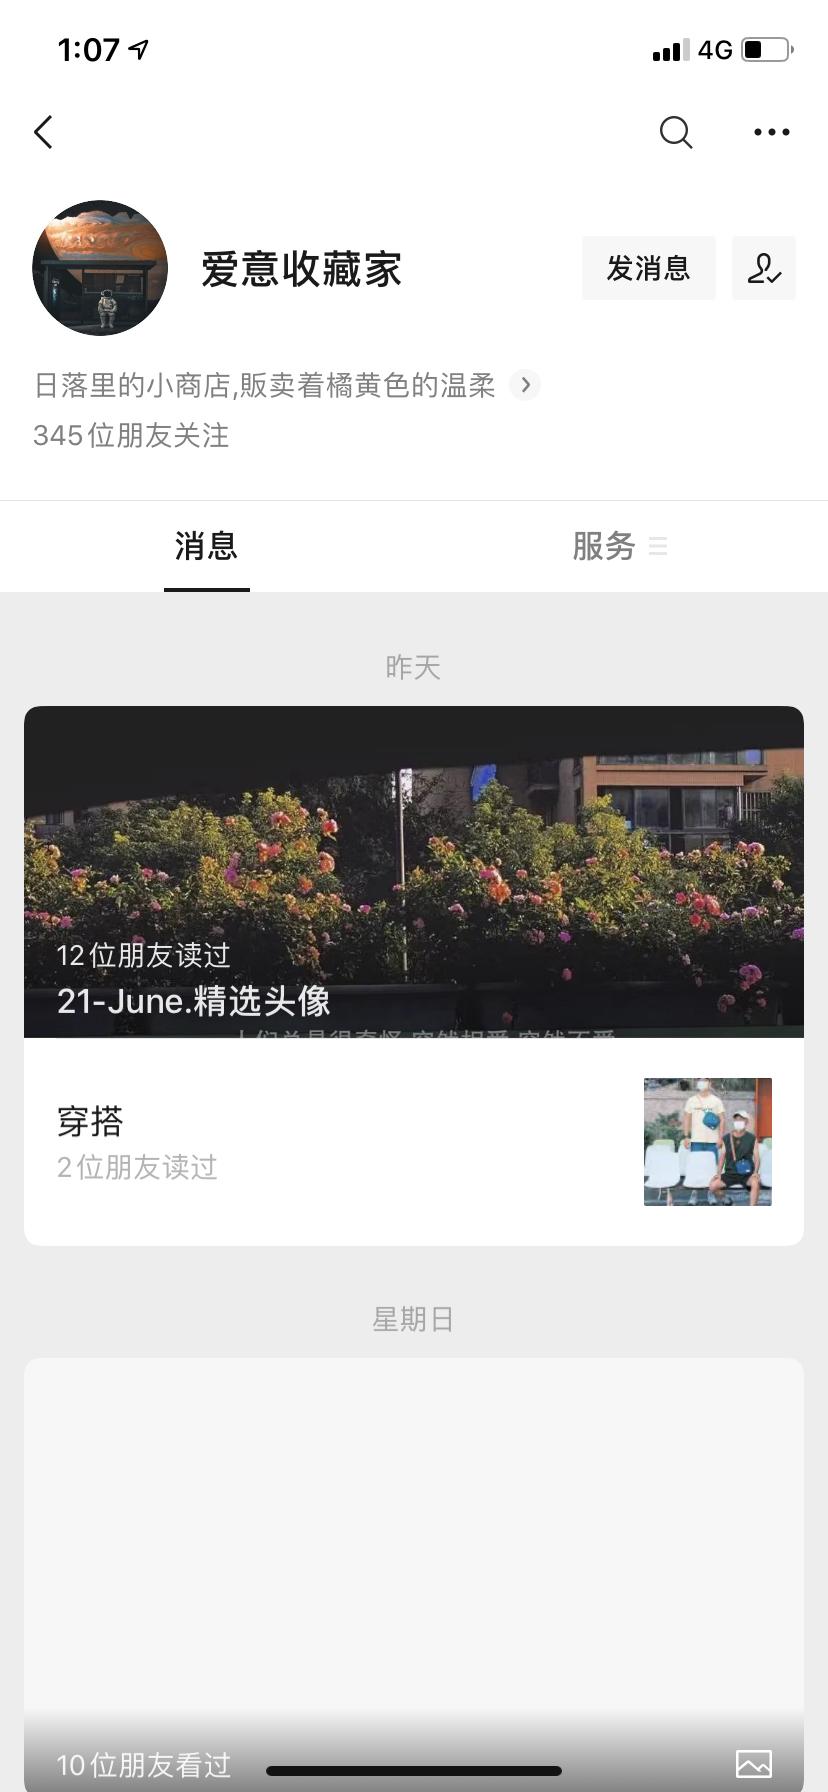 1:07
4G
爱意收藏家
发消息
日落里的小商店,贩卖着橘黄色的温柔
345位朋友关注
消息
服务
昨天
12位朋友读过
21-June.精选头像
穿搭
2位朋友读过
星期日
10位朋友看过